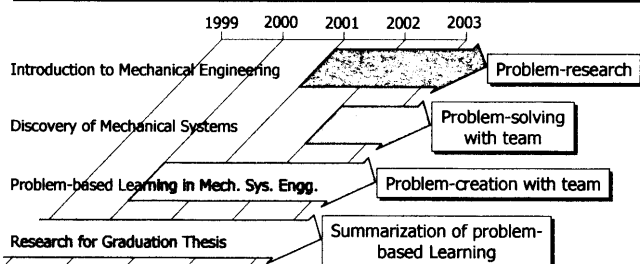 1999 2000 2001 2002 2003
Introduction to Mechanical Engineering
Problem-research
Discovery of Mechanical Systems
Problem-solving
with team
Problem-based Learning in Mech. Sys. Engg.
Problem-creation with team
Research for Graduation Thesis
Summarization of problem-
based Learning